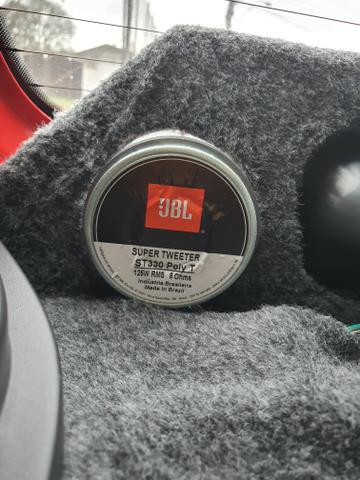 JBL
SUPER TWEETER
ST330 Poly T
125W RMS 8 Ohms
Indústria Brasileira
Made In Brazil